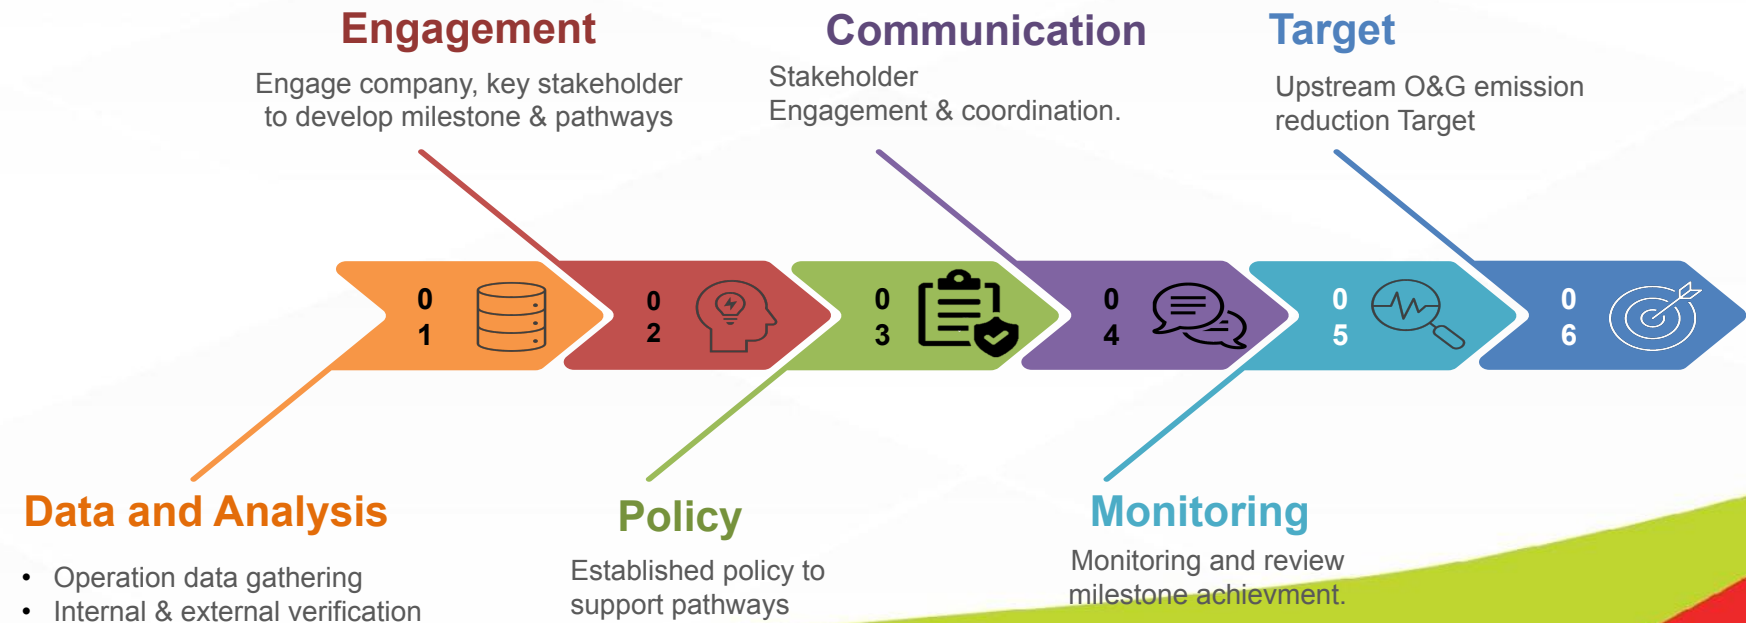 Engagement
Engage company, key stakeholder
to develop milestone & pathways
Communication
Stakeholder
Engagement & coordination.
Target
Upstream O&G emission
reduction Target
0
1
0
2
0
3
0
4
0
5
0
6
Data and Analysis
• Operation data gathering
• Internal & external verification
Policy
Established policy to
support pathways
Monitoring
Monitoring and review
milestone achievment.